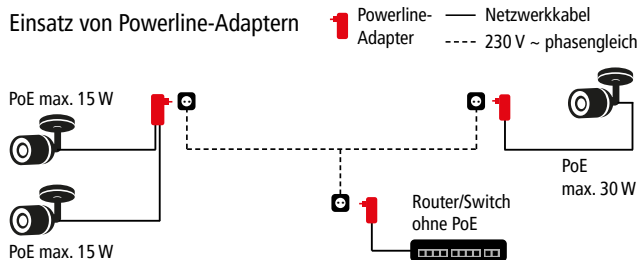 Einsatz von Powerline-Adaptern
Powerline-
Adapter
Netzwerkkabel
230 V ~ phasengleich
PoE max. 15 W
PoE
max. 30 W
Router/Switch
ohne PoE
PoE max. 15 W